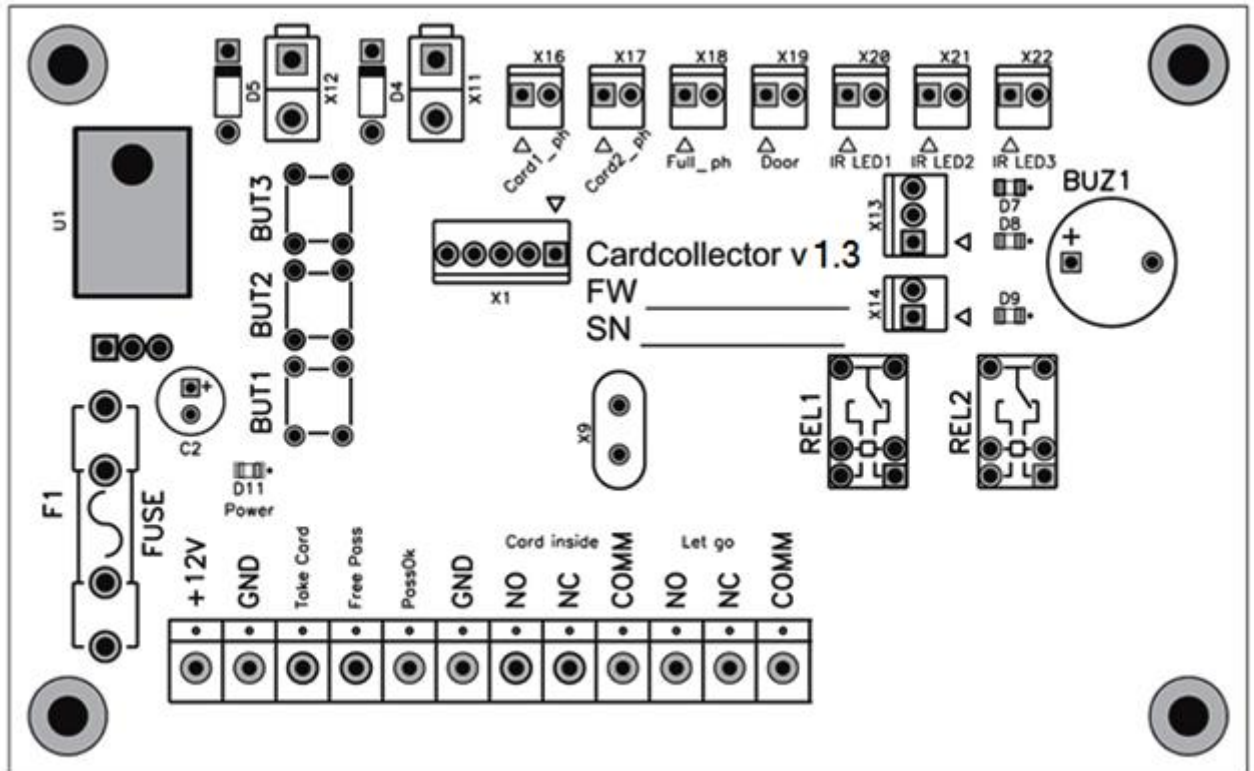 X16 X17 X18 X19 X20 X21 X22
D5 X12 D4 X11
Card1_ph Card2_ph Full_ph Door IR LED1 IR LED2 IR LED3
U1
BUT3
X13
D7
BUZ1
D8
+
X1
Cardcollector v 1.3
FW
SN
BUT2
X14
D9
BUT1
+
C2
X9
REL1
REL2
D11
Power
F1
FUSE
Card inside Let go
+12V GND Take Card Free Pass PassOk GND NO NC COMM NO NC COMM